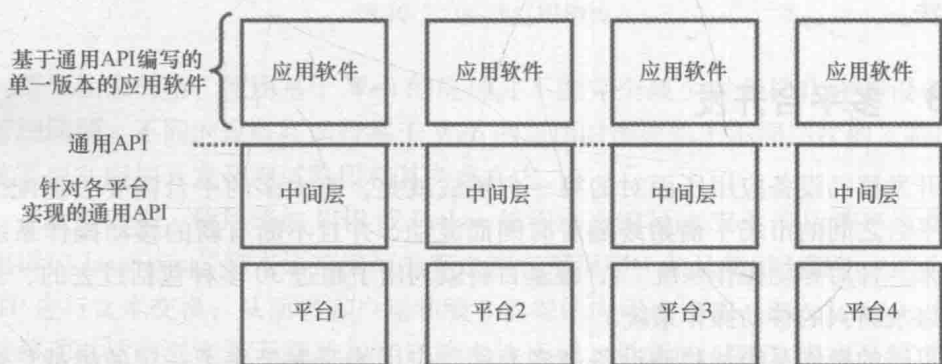 基于通用API编写的
单一版本的应用软件
应用软件 应用软件 应用软件 应用软件
通用API
针对各平台
实现的通用API
中间层 中间层 中间层 中间层
平台1 平台2 平台3 平台4